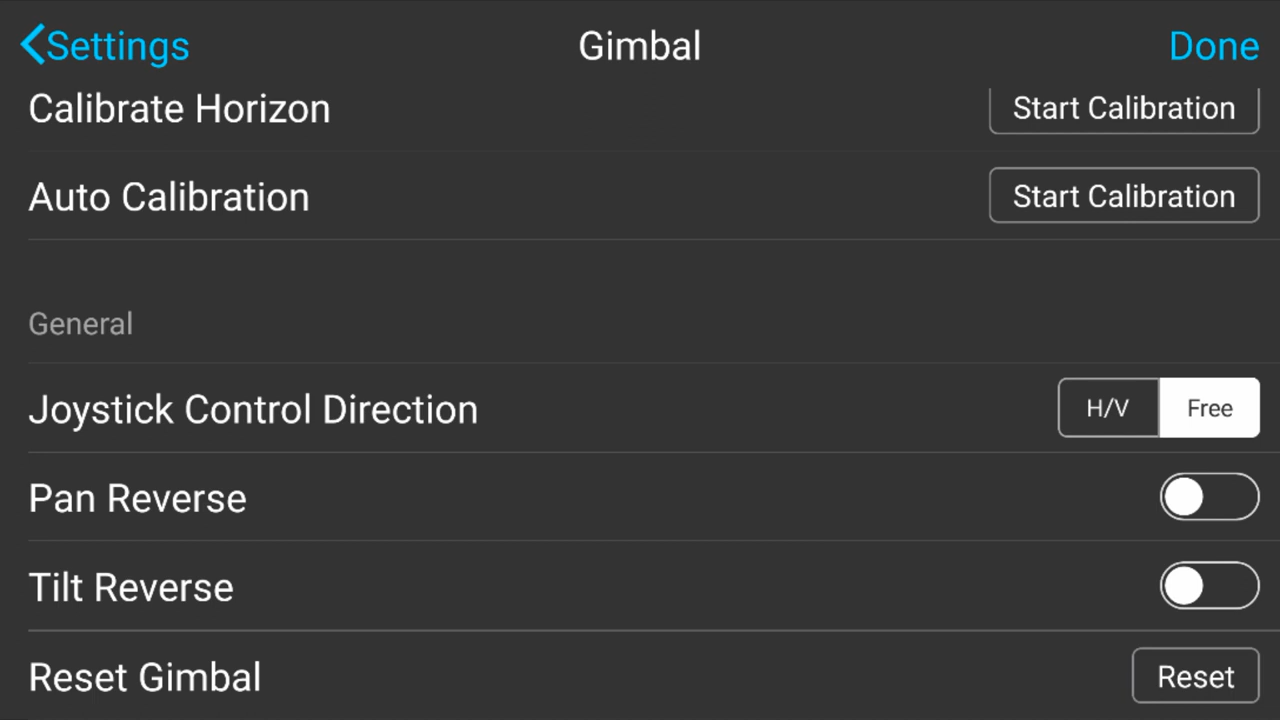 Settings Gimbal Done
Calibrate Horizon Start Calibration
Auto Calibration Start Calibration
General
Joystick Control Direction H/V Free
Pan Reverse
Tilt Reverse
Reset Gimbal Reset